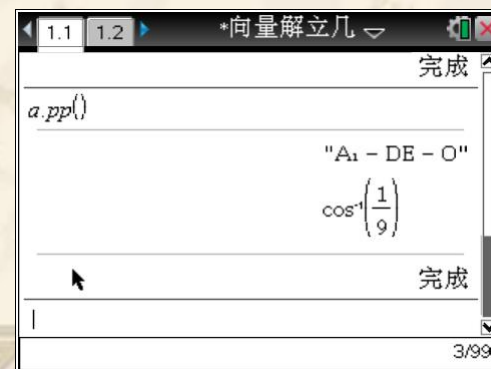 1.1 1.2 *向量解立几
完成
a.pp()
"A₁ – DE – O"
cos⁻¹(1/9)
完成
3/99